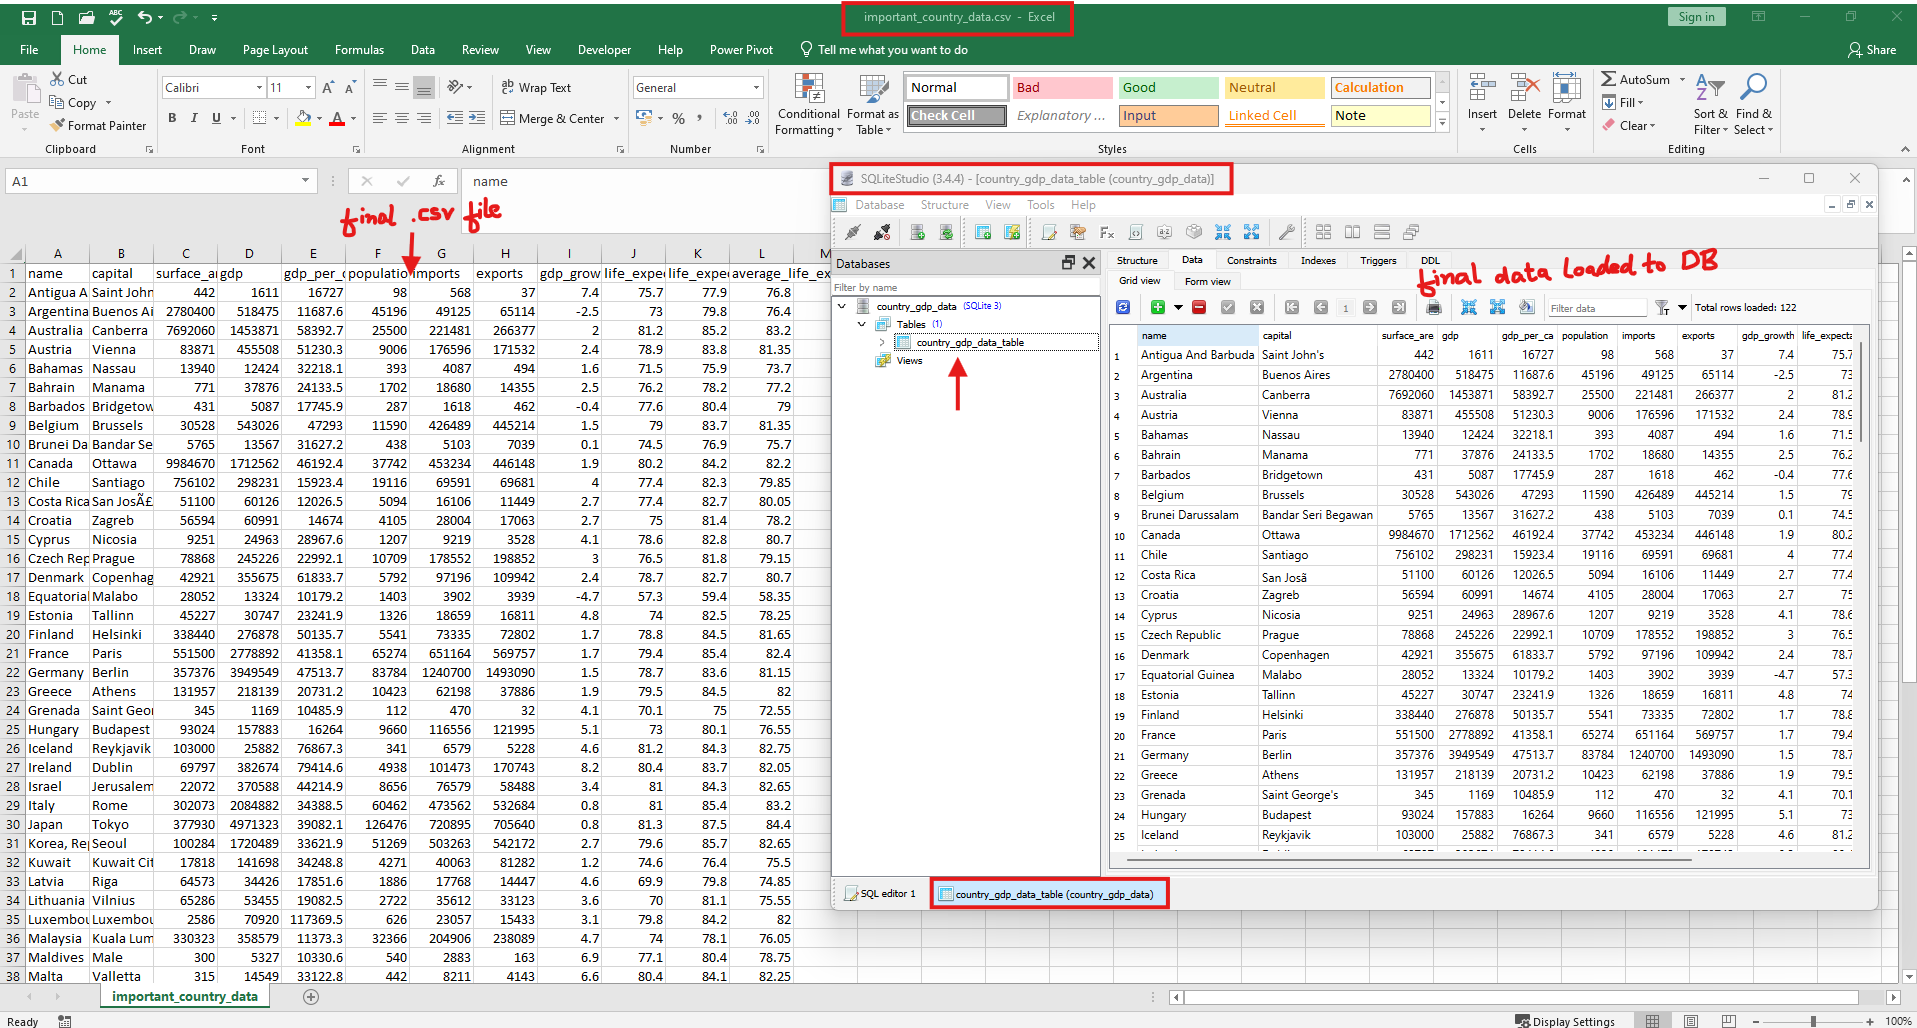 important_country_data.csv - Excel
Sign in
File Home Insert Draw Page Layout Formulas Data Review View Developer Help Power Pivot Tell me what you want to do Share
Cut
Copy
Paste
Format Painter
Clipboard
Calibri 11
B I U
Font
Wrap Text
Merge & Center
Alignment
General
Number
Conditional Formatting
Format as Table
Normal Bad Good Neutral Calculation
Check Cell Explanatory ... Input Linked Cell Note
Styles
Insert Delete Format
Cells
AutoSum
Fill
Clear
Sort & Filter
Find & Select
Editing
A1
fx name
final .csv file
A B C D E F G H I J K L M
1 name capital surface_a gdp gdp_per_c populatio imports exports gdp_grow life_expec life_expec average_life_ex
2 Antigua A Saint John 442 1611 16727 98 568 37 7.4 75.7 77.9 76.8
3 Argentina Buenos Ai 2780400 518475 11687.6 45196 49125 65114 -2.5 73 79.8 76.4
4 Australia Canberra 7692060 1453871 58392.7 25500 221481 266377 2 81.2 85.2 83.2
5 Austria Vienna 83871 455508 51230.3 9006 176596 171532 2.4 78.9 83.8 81.35
6 Bahamas Nassau 13940 12424 32218.1 393 4087 494 1.6 71.5 75.9 73.7
7 Bahrain Manama 771 37876 24133.5 1702 18680 14355 2.5 76.2 78.2 77.2
8 Barbados Bridgetow 431 5087 17745.9 287 1618 462 -0.4 77.6 80.4 79
9 Belgium Brussels 30528 543026 47293 11590 426489 445214 1.5 79 83.7 81.35
10 Brunei Da Bandar Se 5765 13567 31627.2 438 5103 7039 0.1 74.5 76.9 75.7
11 Canada Ottawa 9984670 1712562 46192.4 37742 453234 446148 1.9 80.2 84.2 82.2
12 Chile Santiago 756102 298231 15923.4 19116 69591 69681 4 77.4 82.3 79.85
13 Costa Rica San JosÃ£ 51100 60126 12026.5 5094 16106 11449 2.7 77.4 82.7 80.05
14 Croatia Zagreb 56594 60991 14674 4105 28004 17063 2.7 75 81.4 78.2
15 Cyprus Nicosia 9251 24963 28967.6 1207 9219 3528 4.1 78.6 82.8 80.7
16 Czech Rep Prague 78868 245226 22992.1 10709 178552 198852 3 76.5 81.8 79.15
17 Denmark Copenhag 42921 355675 61833.7 5792 97196 109942 2.4 78.7 82.7 80.7
18 Equatorial Malabo 28052 13324 10179.2 1403 3902 3939 -4.7 57.3 59.4 58.35
19 Estonia Tallinn 45227 30747 23241.9 1326 18659 16811 4.8 74 82.5 78.25
20 Finland Helsinki 338440 276878 50135.7 5541 73335 72802 1.7 78.8 84.5 81.65
21 France Paris 551500 2778892 41358.1 65274 651164 569757 1.7 79.4 85.4 82.4
22 Germany Berlin 357376 3949549 47513.7 83784 1240700 1493090 1.5 78.7 83.6 81.15
23 Greece Athens 131957 218139 20731.2 10423 62198 37886 1.9 79.5 84.5 82
24 Grenada Saint Geor 345 1169 10485.9 112 470 32 4.1 70.1 75 72.55
25 Hungary Budapest 93024 157883 16264 9660 116556 121995 5.1 73 80.1 76.55
26 Iceland Reykjavik 103000 25882 76867.3 341 6579 5228 4.6 81.2 84.3 82.75
27 Ireland Dublin 69797 382674 79414.6 4938 101473 170743 8.2 80.4 83.7 82.05
28 Israel Jerusalem 22072 370588 44214.9 8656 76579 58488 3.4 81 84.3 82.65
29 Italy Rome 302073 2084882 34388.5 60462 473562 532684 0.8 81 85.4 83.2
30 Japan Tokyo 377930 4971323 39082.1 126476 720895 705640 0.8 81.3 87.5 84.4
31 Korea, Rep Seoul 100284 1720489 33621.9 51269 503263 542172 2.7 79.6 85.7 82.65
32 Kuwait Kuwait Cit 17818 141698 34248.8 4271 40063 81282 1.2 74.6 76.4 75.5
33 Latvia Riga 64573 34426 17851.6 1886 17768 14447 4.6 69.9 79.8 74.85
34 Lithuania Vilnius 65286 53455 19082.5 2722 35612 33123 3.6 70 81.1 75.55
35 Luxembou Luxembou 2586 70920 117369.5 626 23057 15433 3.1 79.8 84.2 82
36 Malaysia Kuala Lum 330323 358579 11373.3 32366 204906 238089 4.7 74 78.1 76.05
37 Maldives Male 300 5327 10330.6 540 2883 163 6.9 77.1 80.4 78.75
38 Malta Valletta 315 14549 33122.8 442 8211 4143 6.6 80.4 84.1 82.25
important_country_data
Ready
Display Settings 100%
SQLiteStudio (3.4.4) - [country_gdp_data_table (country_gdp_data)]
Database Structure View Tools Help
Databases
Filter by name
country_gdp_data (SQLite 3)
Tables (1)
country_gdp_data_table
Views
Structure Data Constraints Indexes Triggers DDL
final data loaded to DB
Grid view Form view
1 Filter data Total rows loaded: 122
name capital surface_are gdp gdp_per_ca population imports exports gdp_growth life_expecta
1 Antigua And Barbuda Saint John's 442 1611 16727 98 568 37 7.4 75.7
2 Argentina Buenos Aires 2780400 518475 11687.6 45196 49125 65114 -2.5 73
3 Australia Canberra 7692060 1453871 58392.7 25500 221481 266377 2 81.2
4 Austria Vienna 83871 455508 51230.3 9006 176596 171532 2.4 78.9
5 Bahamas Nassau 13940 12424 32218.1 393 4087 494 1.6 71.5
6 Bahrain Manama 771 37876 24133.5 1702 18680 14355 2.5 76.2
7 Barbados Bridgetown 431 5087 17745.9 287 1618 462 -0.4 77.6
8 Belgium Brussels 30528 543026 47293 11590 426489 445214 1.5 79
9 Brunei Darussalam Bandar Seri Begawan 5765 13567 31627.2 438 5103 7039 0.1 74.5
10 Canada Ottawa 9984670 1712562 46192.4 37742 453234 446148 1.9 80.2
11 Chile Santiago 756102 298231 15923.4 19116 69591 69681 4 77.4
12 Costa Rica San Josã 51100 60126 12026.5 5094 16106 11449 2.7 77.4
13 Croatia Zagreb 56594 60991 14674 4105 28004 17063 2.7 75
14 Cyprus Nicosia 9251 24963 28967.6 1207 9219 3528 4.1 78.6
15 Czech Republic Prague 78868 245226 22992.1 10709 178552 198852 3 76.5
16 Denmark Copenhagen 42921 355675 61833.7 5792 97196 109942 2.4 78.7
17 Equatorial Guinea Malabo 28052 13324 10179.2 1403 3902 3939 -4.7 57.3
18 Estonia Tallinn 45227 30747 23241.9 1326 18659 16811 4.8 74
19 Finland Helsinki 338440 276878 50135.7 5541 73335 72802 1.7 78.8
20 France Paris 551500 2778892 41358.1 65274 651164 569757 1.7 79.4
21 Germany Berlin 357376 3949549 47513.7 83784 1240700 1493090 1.5 78.7
22 Greece Athens 131957 218139 20731.2 10423 62198 37886 1.9 79.5
23 Grenada Saint George's 345 1169 10485.9 112 470 32 4.1 70.1
24 Hungary Budapest 93024 157883 16264 9660 116556 121995 5.1 73
25 Iceland Reykjavik 103000 25882 76867.3 341 6579 5228 4.6 81.2
SQL editor 1 country_gdp_data_table (country_gdp_data)